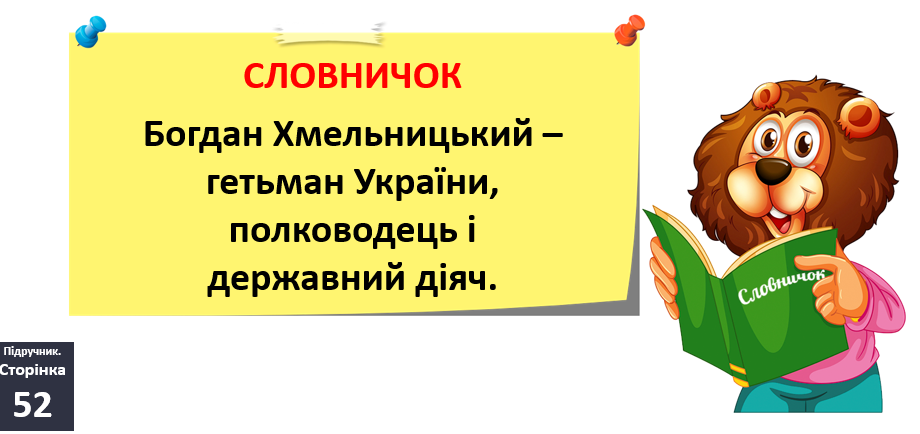 СЛОВНИЧОК
Богдан Хмельницький –
гетьман України,
полководець і
державний діяч.
Словничок
Підручник.
Сторінка
52